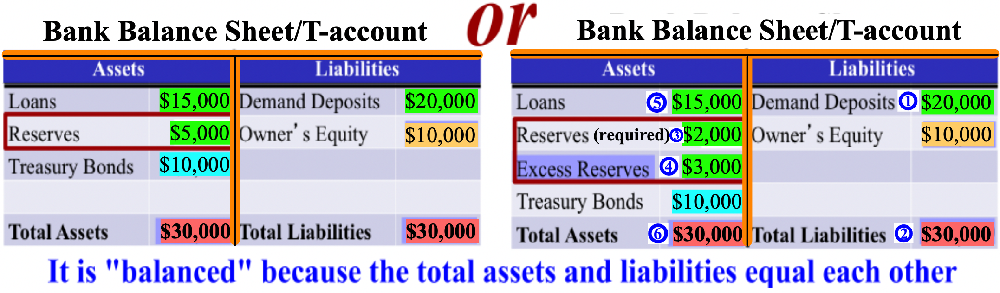 or
Bank Balance Sheet/T-account
Assets Liabilities
Loans $15,000 Demand Deposits $20,000
Reserves $5,000 Owner's Equity $10,000
Treasury Bonds $10,000
Total Assets $30,000 Total Liabilities $30,000
Bank Balance Sheet/T-account
Assets Liabilities
Loans ⑤ $15,000 Demand Deposits ① $20,000
Reserves (required) ③ $2,000 Owner's Equity $10,000
Excess Reserves ④ $3,000
Treasury Bonds $10,000
Total Assets ⑥ $30,000 Total Liabilities ② $30,000
It is "balanced" because the total assets and liabilities equal each other